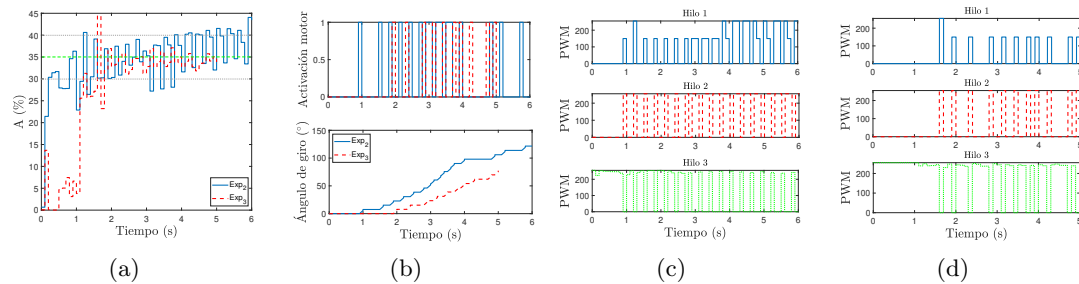 45
40
35
30
25
20
15
10
5
0
A (%)
0 1 2 3 4 5 6
Tiempo (s)
Exp2
Exp3
(a)
1
0.5
0
Activación motor
0 1 2 3 4 5 6
150
100
50
0
Ángulo de giro (°)
Exp2
Exp3
0 1 2 3 4 5 6
Tiempo (s)
(b)
Hilo 1
PWM
200
100
0
0 1 2 3 4 5 6
Hilo 2
PWM
200
100
0
0 1 2 3 4 5 6
Hilo 3
PWM
200
100
0
0 1 2 3 4 5 6
Tiempo (s)
(c)
Hilo 1
PWM
200
100
0
0 1 2 3 4 5
Hilo 2
PWM
200
100
0
0 1 2 3 4 5
Hilo 3
PWM
200
100
0
0 1 2 3 4 5
Tiempo (s)
(d)